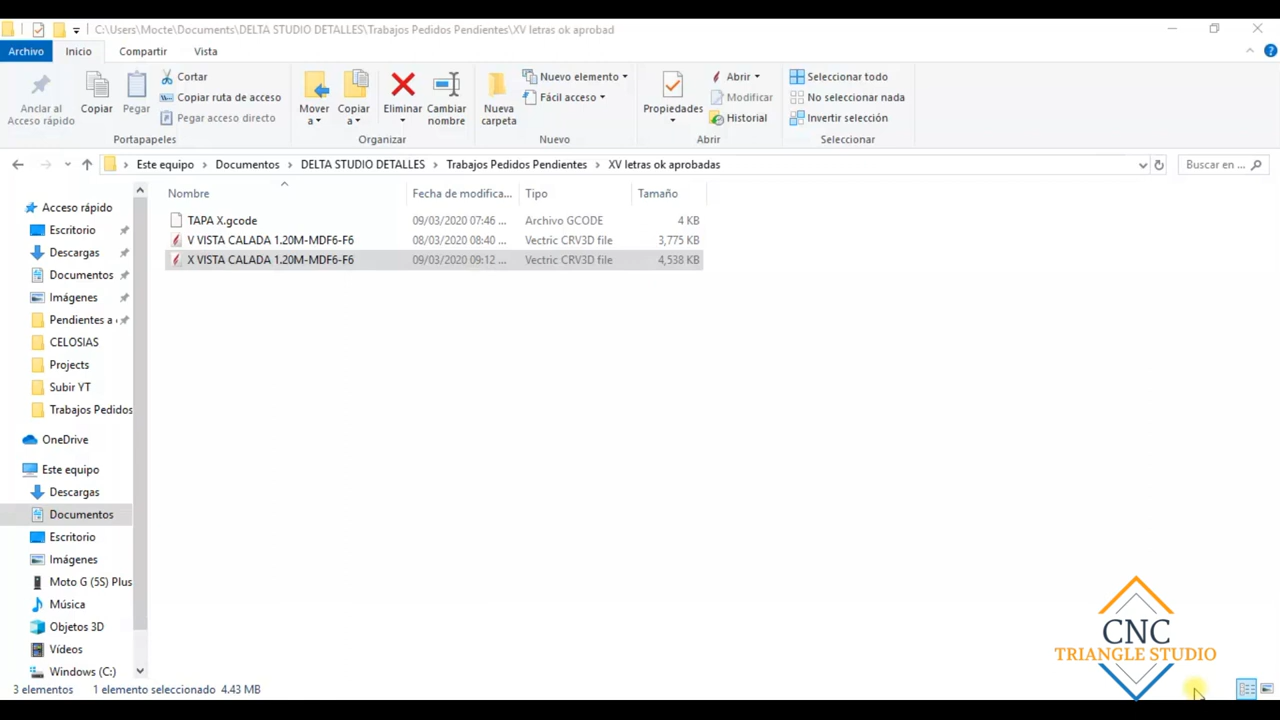 C:\Users\Mocte\Documents\DELTA STUDIO DETALLES\Trabajos Pedidos Pendientes\XV letras ok aprobad
Archivo Inicio Compartir Vista
Anclar al Acceso rápido
Copiar
Pegar
Cortar
Copiar ruta de acceso
Pegar acceso directo
Portapapeles
Mover a
Copiar a
Eliminar
Cambiar nombre
Organizar
Nueva carpeta
Nuevo elemento
Fácil acceso
Nuevo
Propiedades
Abrir
Modificar
Historial
Abrir
Seleccionar todo
No seleccionar nada
Invertir selección
Seleccionar
Este equipo > Documentos > DELTA STUDIO DETALLES > Trabajos Pedidos Pendientes > XV letras ok aprobadas
Buscar en ...
Nombre Fecha de modifica... Tipo Tamaño
TAPA X.gcode 09/03/2020 07:46 ... Archivo GCODE 4 KB
V VISTA CALADA 1.20M-MDF6-F6 08/03/2020 08:40 ... Vectric CRV3D file 3,775 KB
X VISTA CALADA 1.20M-MDF6-F6 09/03/2020 09:12 ... Vectric CRV3D file 4,538 KB
Acceso rápido
Escritorio
Descargas
Documentos
Imágenes
Pendientes a
CELOSIAS
Projects
Subir YT
Trabajos Pedidos
OneDrive
Este equipo
Descargas
Documentos
Escritorio
Imágenes
Moto G (5S) Plus
Música
Objetos 3D
Vídeos
Windows (C:)
3 elementos 1 elemento seleccionado 4.43 MB
CNC
TRIANGLE STUDIO